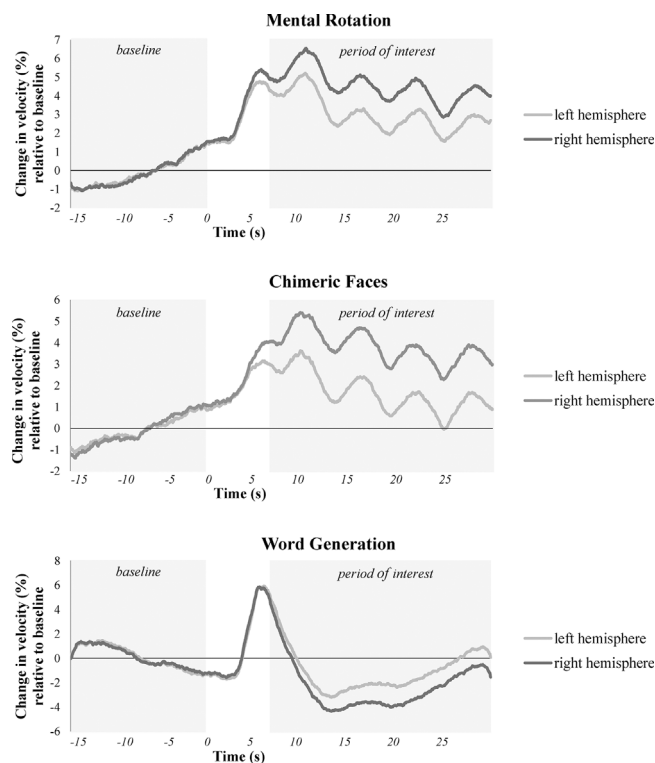 Mental Rotation
baseline
period of interest
7
6
5
4
3
2
1
0
-1
-2
Change in velocity (%)
relative to baseline
-15 -10 -5 0 5 10 15 20 25
Time (s)
left hemisphere
right hemisphere
Chimeric Faces
baseline
period of interest
6
5
4
3
2
1
0
-1
-2
Change in velocity (%)
relative to baseline
-15 -10 -5 0 5 10 15 20 25
Time (s)
left hemisphere
right hemisphere
Word Generation
baseline
period of interest
8
6
4
2
0
-2
-4
-6
Change in velocity (%)
relative to baseline
-15 -10 -5 0 5 10 15 20 25
Time (s)
left hemisphere
right hemisphere